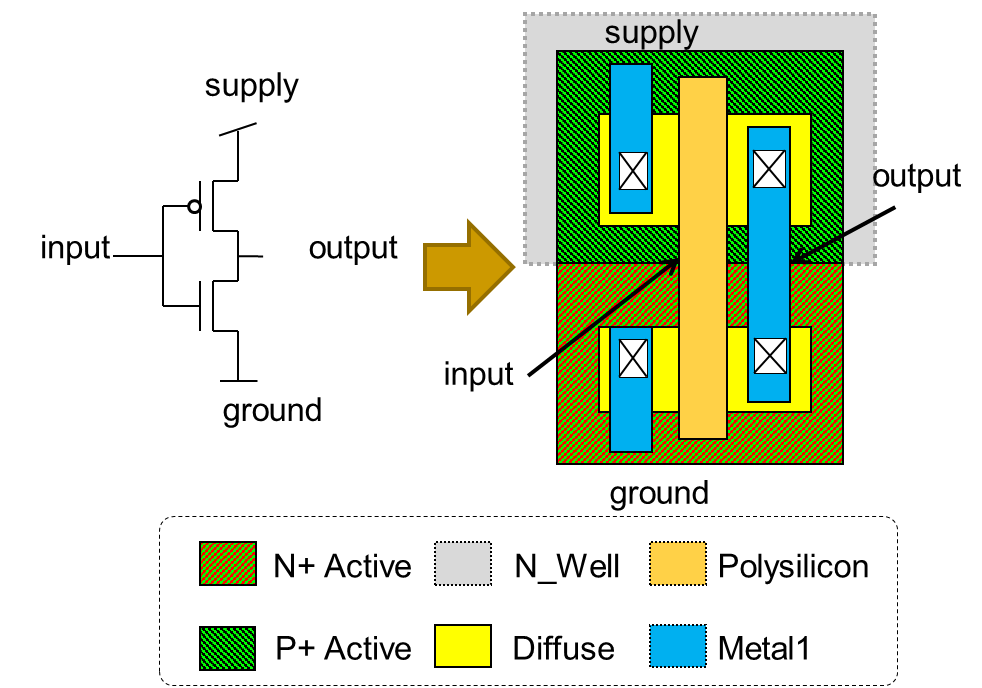 supply
input
output
ground
supply
output
input
ground
N+ Active
N_Well
Polysilicon
P+ Active
Diffuse
Metal1